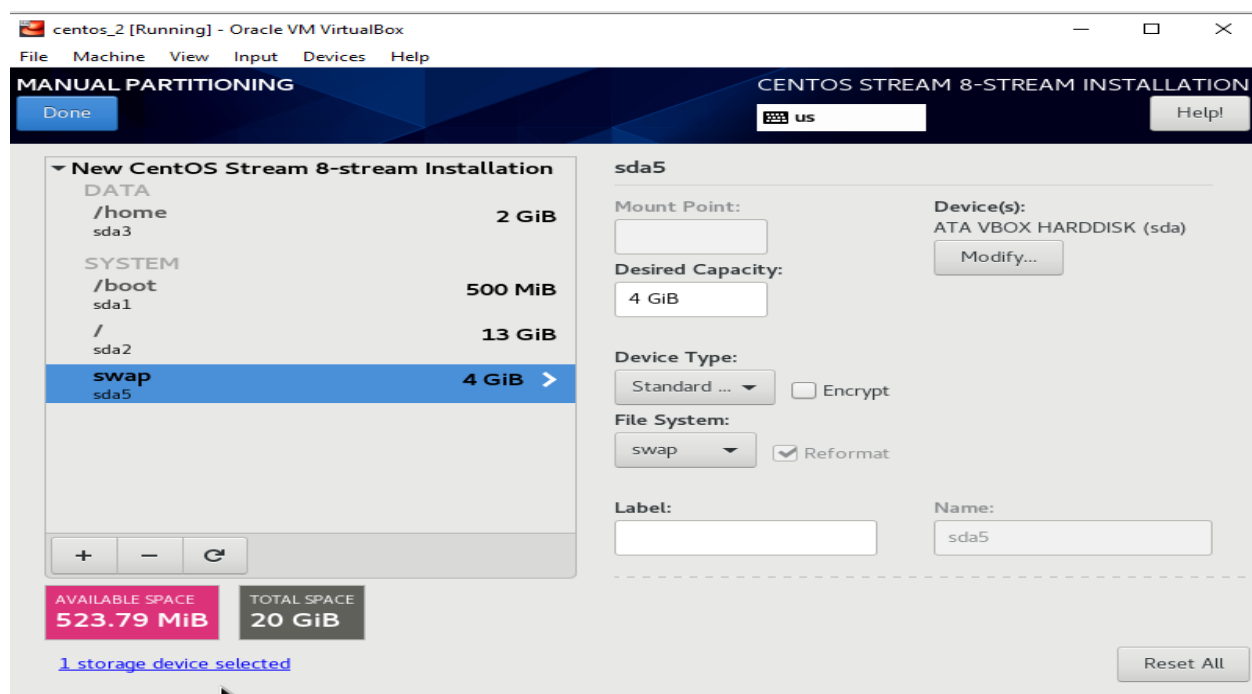 centos_2 [Running] - Oracle VM VirtualBox
File Machine View Input Devices Help
MANUAL PARTITIONING
CENTOS STREAM 8-STREAM INSTALLATION
Done
us
Help!
New CentOS Stream 8-stream Installation
DATA
/home 2 GiB
sda3
SYSTEM
/boot 500 MiB
sda1
/ 13 GiB
sda2
swap 4 GiB
sda5
+ −
AVAILABLE SPACE
523.79 MiB
TOTAL SPACE
20 GiB
1 storage device selected
sda5
Mount Point:
Device(s):
ATA VBOX HARDDISK (sda)
Modify...
Desired Capacity:
4 GiB
Device Type:
Standard ...
Encrypt
File System:
swap
Reformat
Label:
Name:
sda5
Reset All